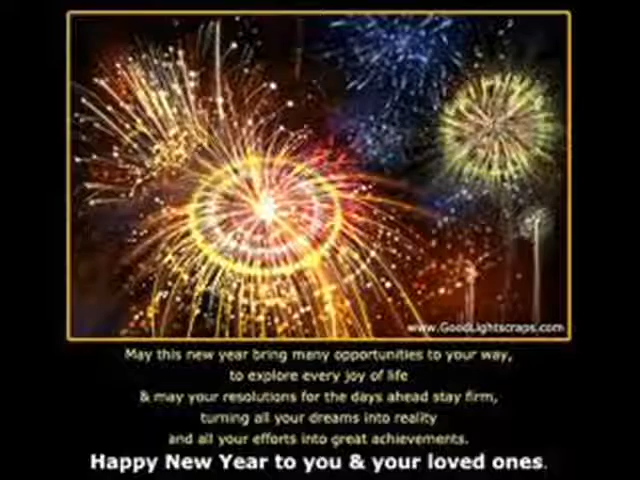 www.GoodLightscraps.com
May this new year bring many opportunities to your way,
to explore every joy of life
& may your resolutions for the days ahead stay firm,
turning all your dreams into reality
and all your efforts into great achievements.
Happy New Year to you & your loved ones.